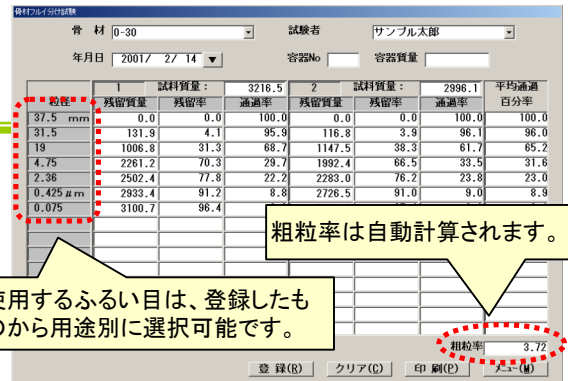 骨材フルイ分け試験
骨 材 0-30 試験者 サンプル太郎
年月日 2001/ 2/ 14 容器No 容器質量
1 試料質量： 3216.5 2 試料質量： 2996.1 平均通過
粒径 残留質量 残留率 通過率 残留質量 残留率 通過率 百分率
37.5 mm 0.0 0.0 100.0 0.0 0.0 100.0 100.0
31.5 131.9 4.1 95.9 116.8 3.9 96.1 96.0
19 1006.8 31.3 68.7 1147.5 38.3 61.7 65.2
4.75 2261.2 70.3 29.7 1992.4 66.5 33.5 31.6
2.36 2502.4 77.8 22.2 2283.0 76.2 23.8 23.0
0.425μm 2933.4 91.2 8.8 2726.5 91.0 9.0 8.9
0.075 3100.7 96.4
粗粒率は自動計算されます。
使用するふるい目は、登録したも
のから用途別に選択可能です。
粗粒率 3.72
登 録(R) クリア(C) 印 刷(P) メニュー(M)